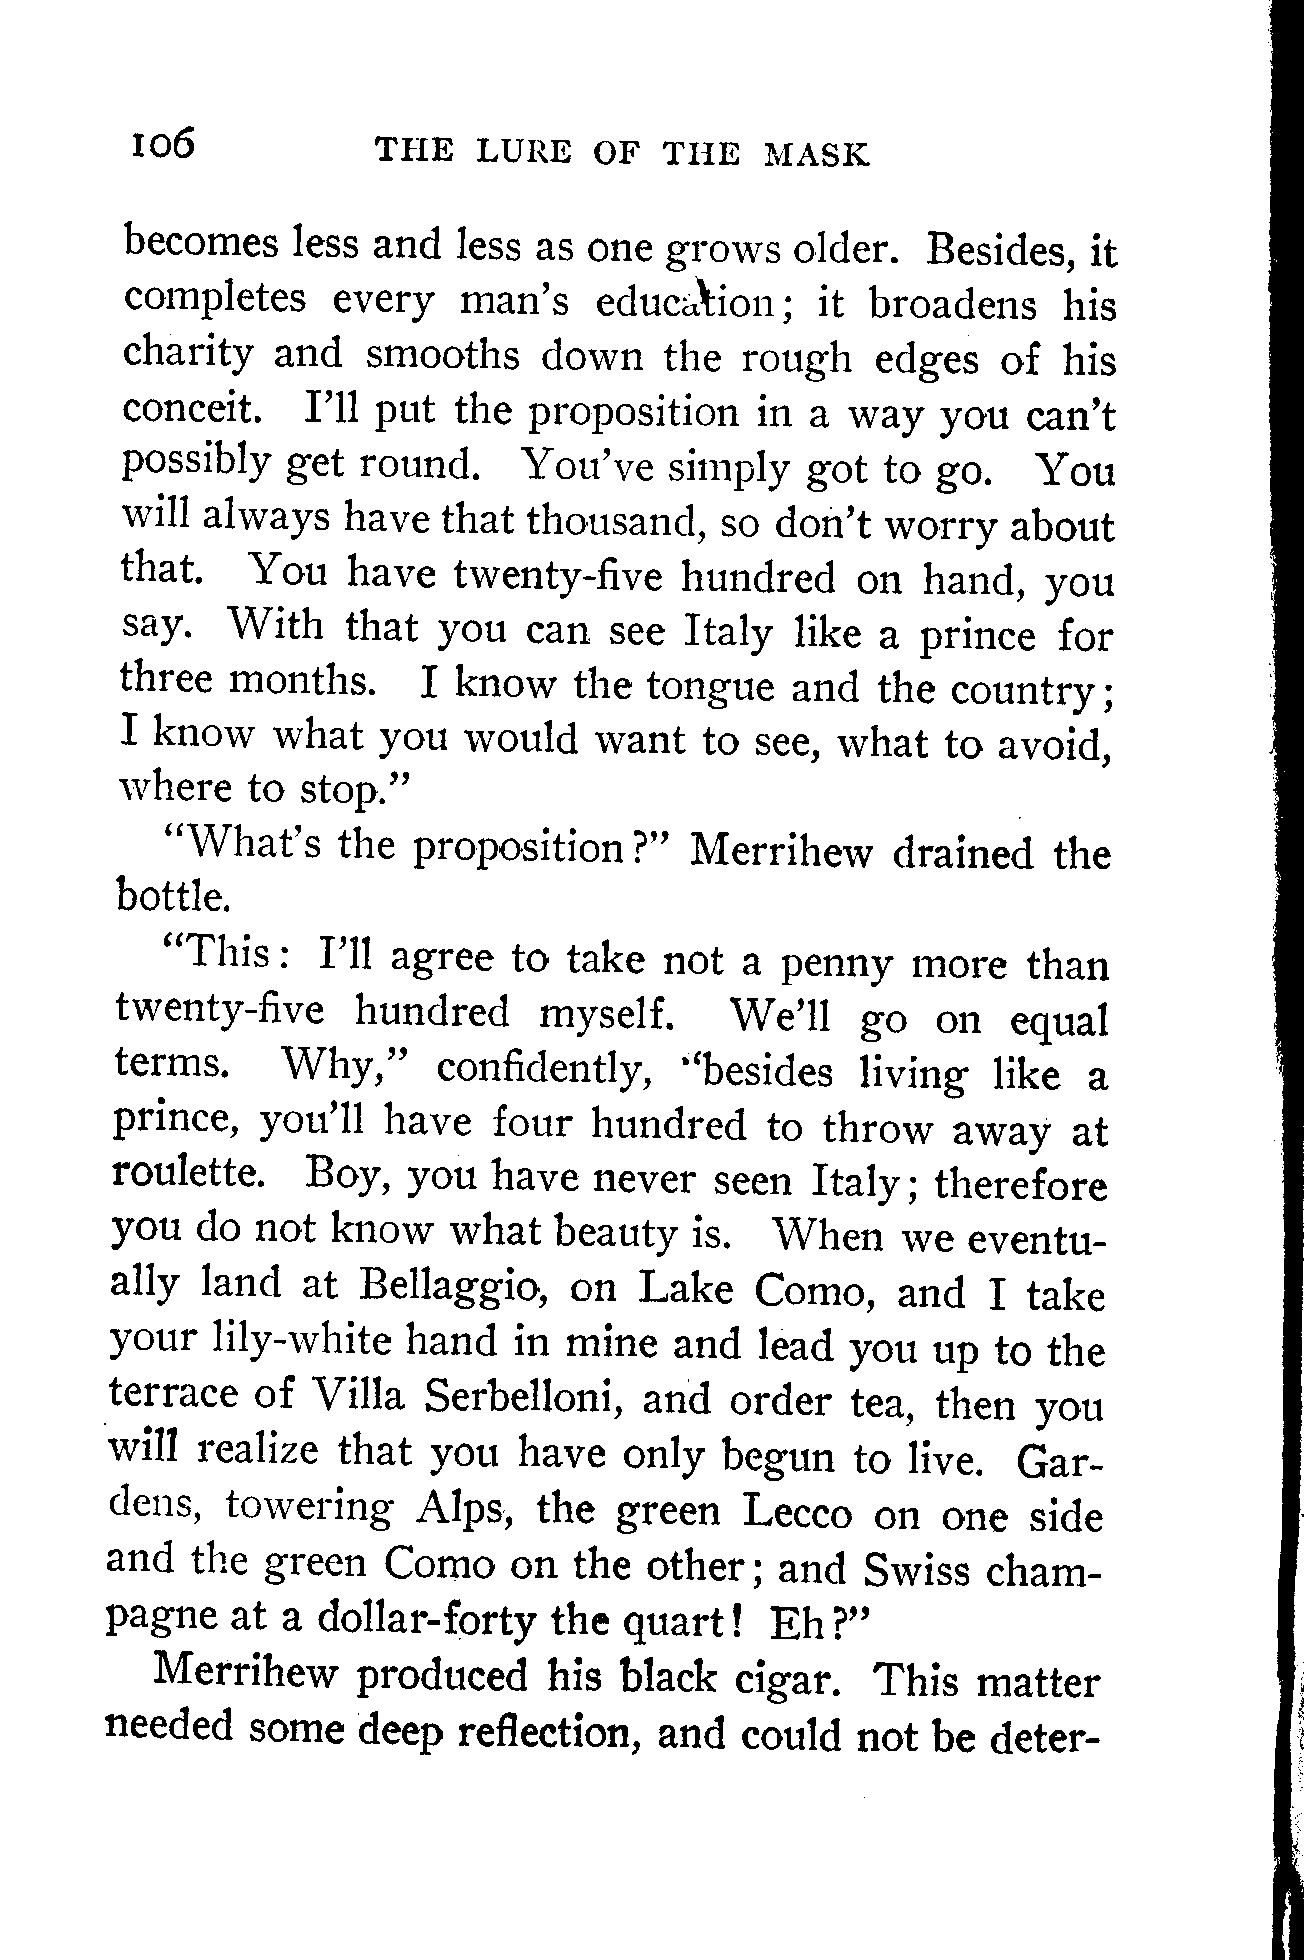 106 THE LURE OF THE MASK
becomes less and less as one grows older. Besides, it
completes every man's education; it broadens his
charity and smooths down the rough edges of his
conceit. I'll put the proposition in a way you can't
possibly get round. You've simply got to go. You
will always have that thousand, so don't worry about
that. You have twenty-five hundred on hand, you
say. With that you can see Italy like a prince for
three months. I know the tongue and the country;
I know what you would want to see, what to avoid,
where to stop."
"What's the proposition?" Merrihew drained the
bottle.
"This: I'll agree to take not a penny more than
twenty-five hundred myself. We'll go on equal
terms. Why," confidently, "besides living like a
prince, you'll have four hundred to throw away at
roulette. Boy, you have never seen Italy; therefore
you do not know what beauty is. When we eventu-
ally land at Bellaggio, on Lake Como, and I take
your lily-white hand in mine and lead you up to the
terrace of Villa Serbelloni, and order tea, then you
will realize that you have only begun to live. Gar-
dens, towering Alps, the green Lecco on one side
and the green Como on the other; and Swiss cham-
pagne at a dollar-forty the quart! Eh?"
Merrihew produced his black cigar. This matter
needed some deep reflection, and could not be deter-